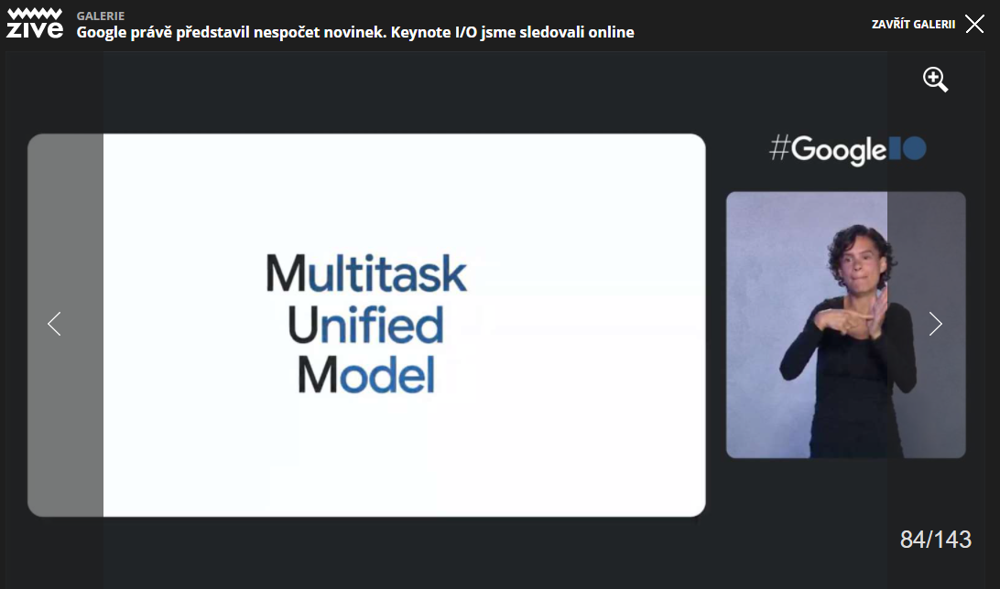 zive
GALERIE
Google právě představil nespočet novinek. Keynote I/O jsme sledovali online
ZAVŘÍT GALERII
#GoogleIO
Multitask
Unified
Model
84/143